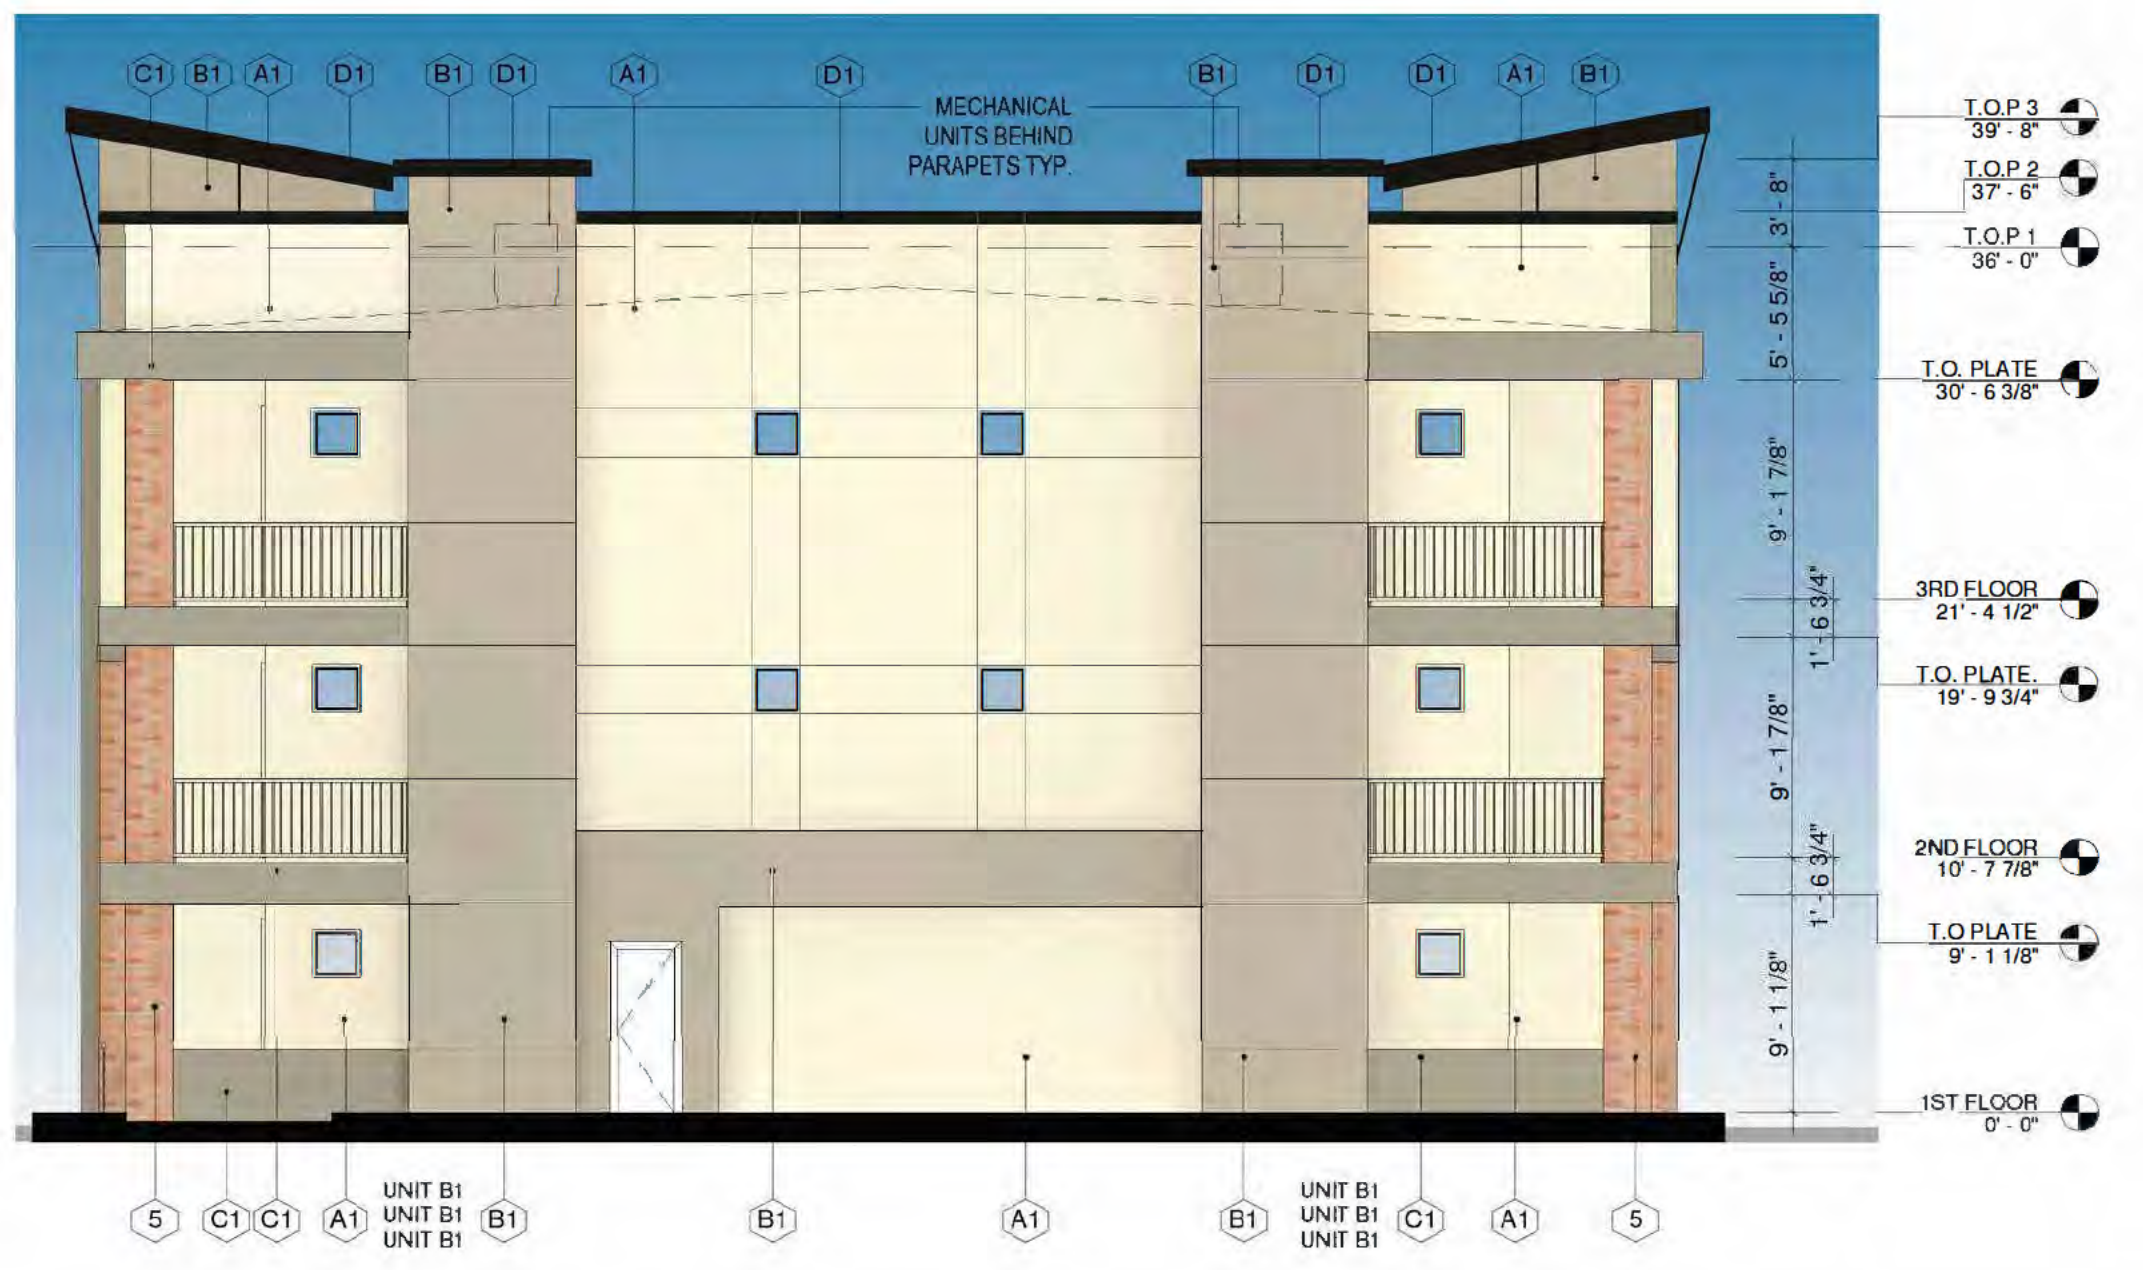 C1 B1 A1 D1 B1 D1 A1 D1 B1 D1 D1 A1 B1
MECHANICAL
UNITS BEHIND
PARAPETS TYP.
T.O.P 3
39' - 8"
T.O.P 2
37' - 6"
T.O.P 1
36' - 0"
T.O. PLATE
30' - 6 3/8"
3RD FLOOR
21' - 4 1/2"
T.O. PLATE.
19' - 9 3/4"
2ND FLOOR
10' - 7 7/8"
T.O PLATE
9' - 1 1/8"
1ST FLOOR
0' - 0"
3' - 8"
5' - 5 5/8"
9' - 1 7/8"
1' - 6 3/4"
9' - 1 7/8"
1' - 6 3/4"
9' - 1 1/8"
5 C1 C1 A1
UNIT B1
UNIT B1
UNIT B1
B1 B1 A1 B1
UNIT B1
UNIT B1
UNIT B1
C1 A1 5